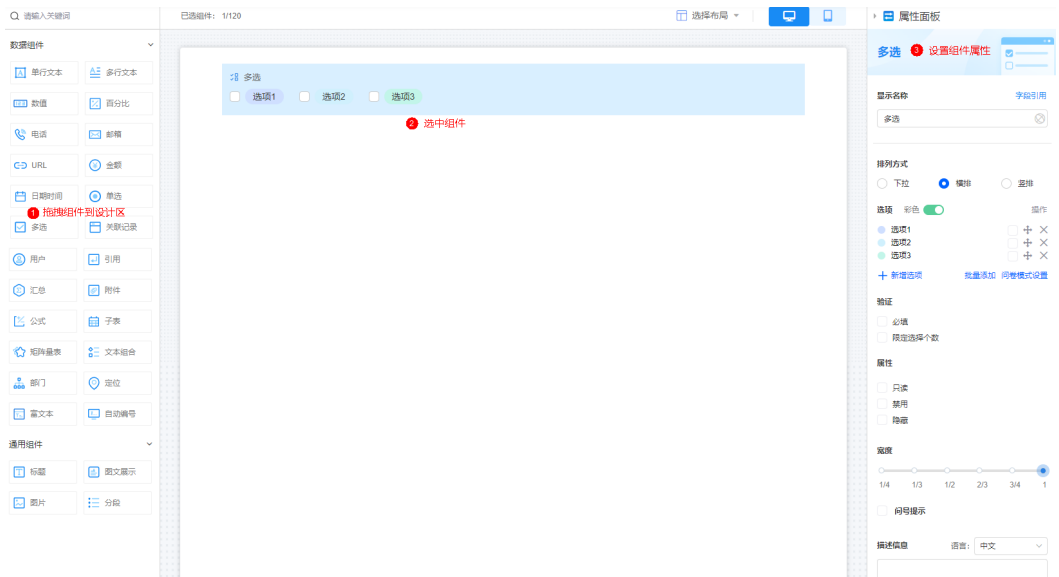 请输入关键词
已选组件: 1/120
选择布局
属性面板
数据组件
单行文本
多行文本
数值
百分比
电话
邮箱
URL
金额
日期时间
单选
1 拖拽组件到设计区
多选
关联记录
用户
引用
汇总
附件
公式
子表
矩阵量表
文本组合
部门
定位
富文本
自动编号
通用组件
标题
图文展示
图片
分段
多选
选项1
选项2
选项3
2 选中组件
多选
3 设置组件属性
显示名称 字段引用
多选
排列方式
下拉 横排 竖排
选项 彩色 操作
选项1
选项2
选项3
新增选项 批量添加 问卷模式设置
验证
必填
限定选择个数
属性
只读
禁用
隐藏
宽度
1/4 1/3 1/2 2/3 3/4 1
问号提示
描述信息 语言: 中文